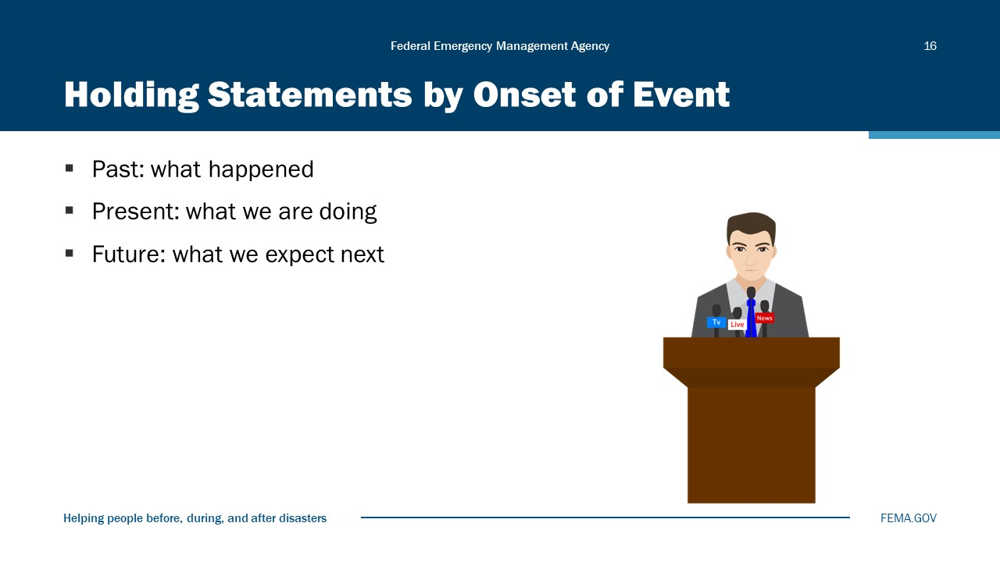 Federal Emergency Management Agency
16
Holding Statements by Onset of Event
▪ Past: what happened
▪ Present: what we are doing
▪ Future: what we expect next
Tv
Live
News
Helping people before, during, and after disasters
FEMA.GOV